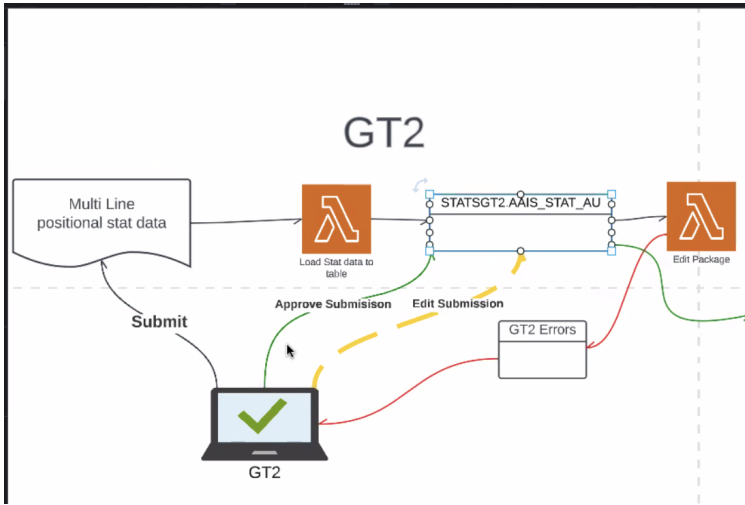 GT2
Multi Line
positional stat data
STATSGT2.AAIS_STAT_AU
Load Stat data to
table
Edit Package
Approve Submisison
Edit Submission
Submit
GT2 Errors
GT2